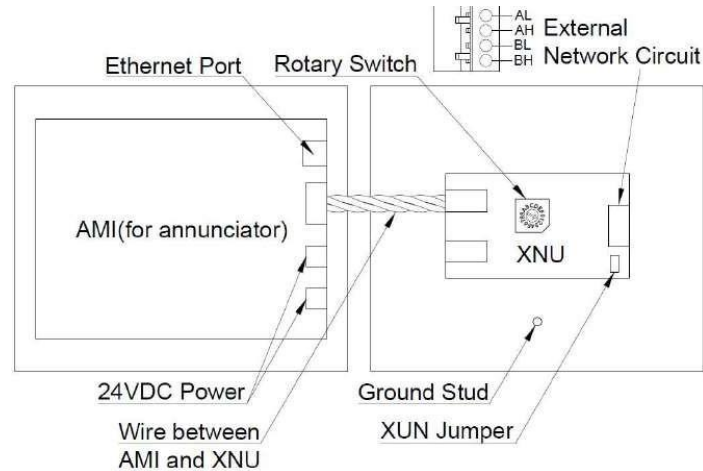 AL
AH
BL
BH
External
Network Circuit
Ethernet Port
Rotary Switch
AMI(for annunciator)
XNU
24VDC Power
Wire between
AMI and XNU
Ground Stud
XUN Jumper